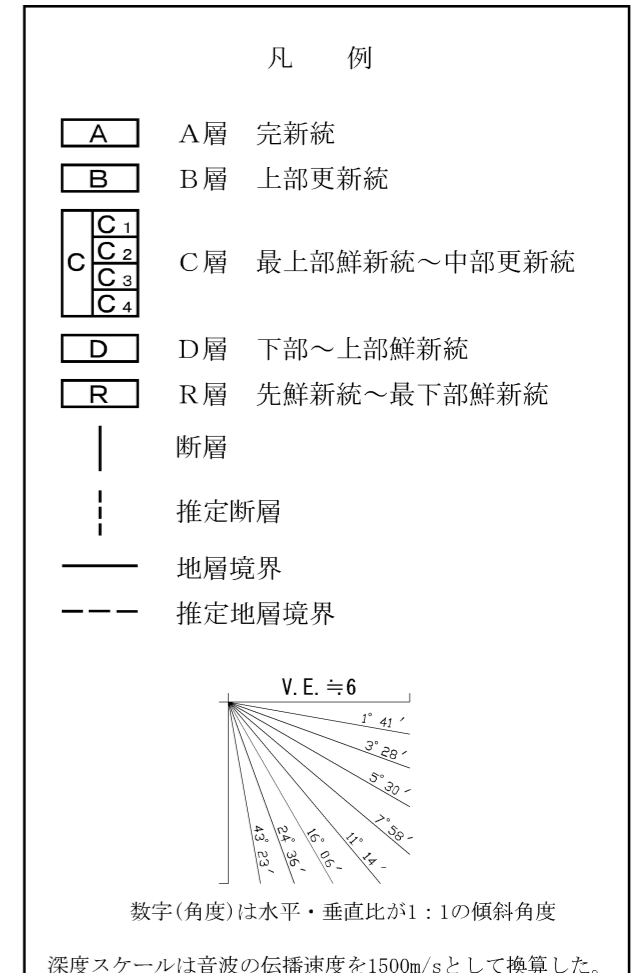 凡 例
A A層 完新統
B B層 上部更新統
C C1 C2 C3 C4 C層 最上部鮮新統～中部更新統
D D層 下部～上部鮮新統
R R層 先鮮新統～最下部鮮新統
断層
推定断層
地層境界
推定地層境界
V.E.≒6
1°41′
3°28′
5°30′
7°58′
11°14′
16°06′
24°36′
43°23′
数字(角度)は水平・垂直比が1：1の傾斜角度
深度スケールは音波の伝播速度を1500m/sとして換算した。